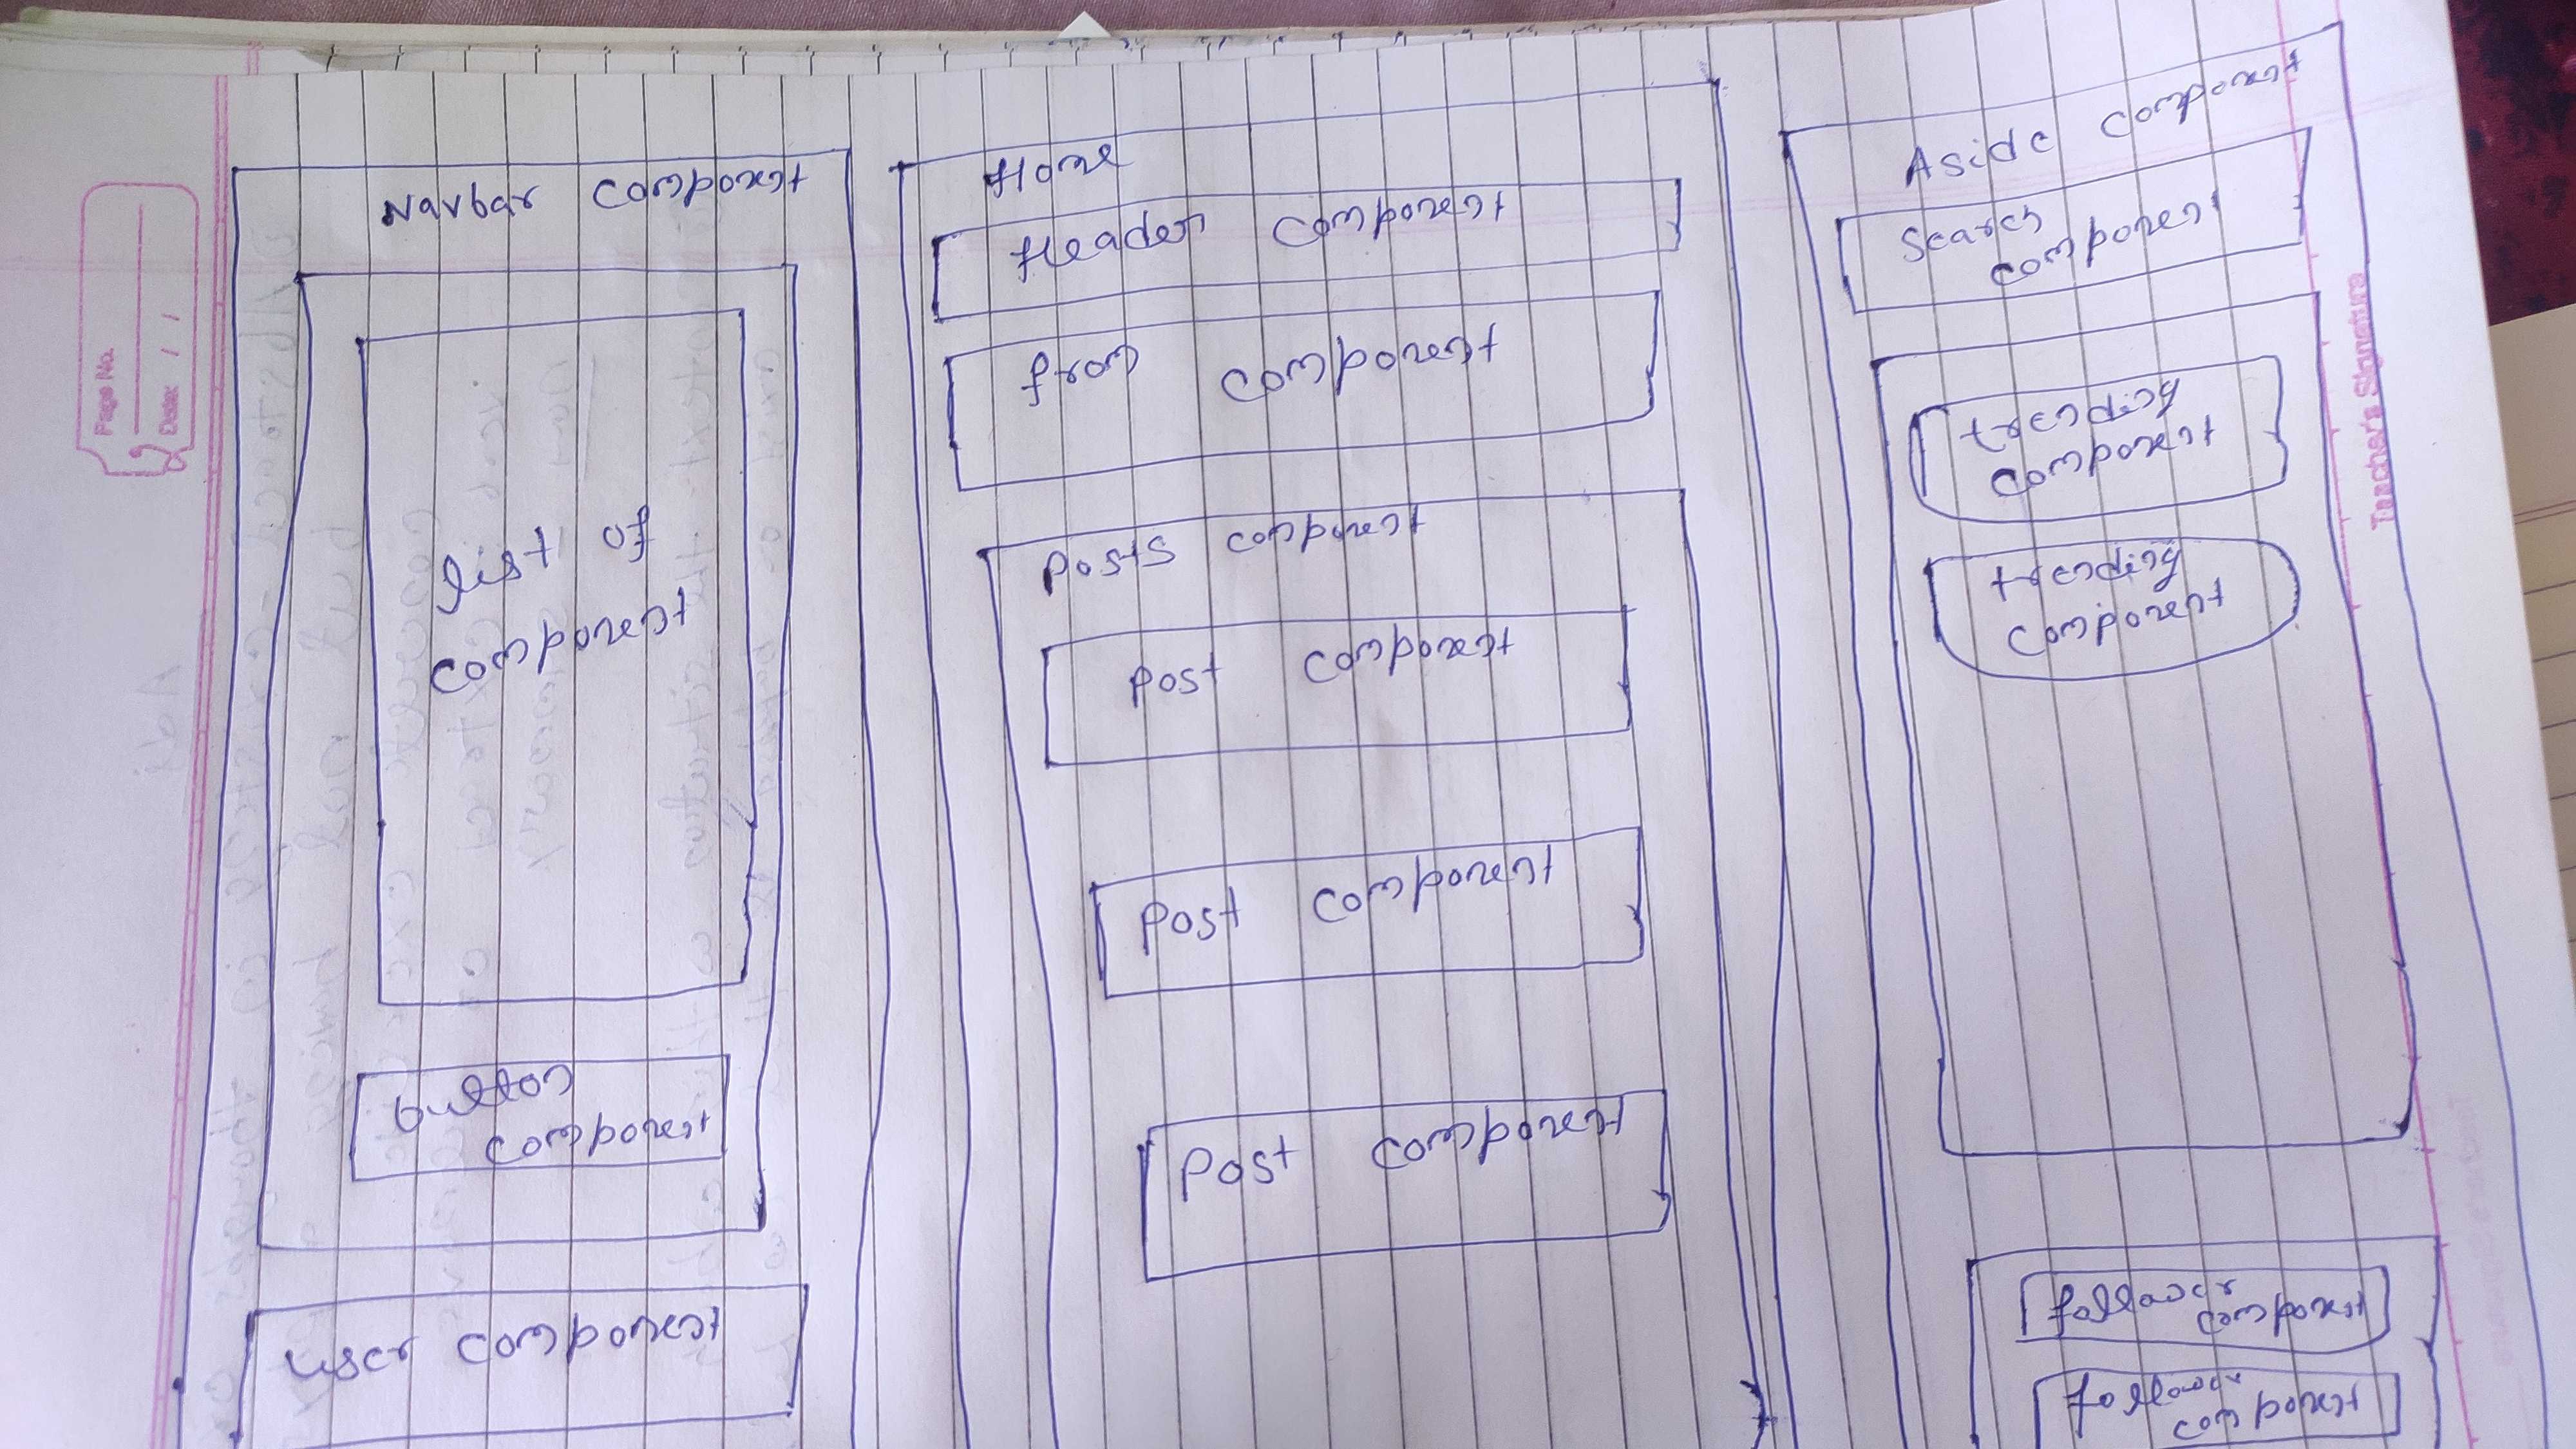 Navbar Component
list of
component
button
component
user component
Home
Header Component
from component
posts component
post component
post component
post component
Aside component
Search
component
trending
component
trending
component
follower
component
follower
component
Page No.
Date: / /
Teacher's Signature